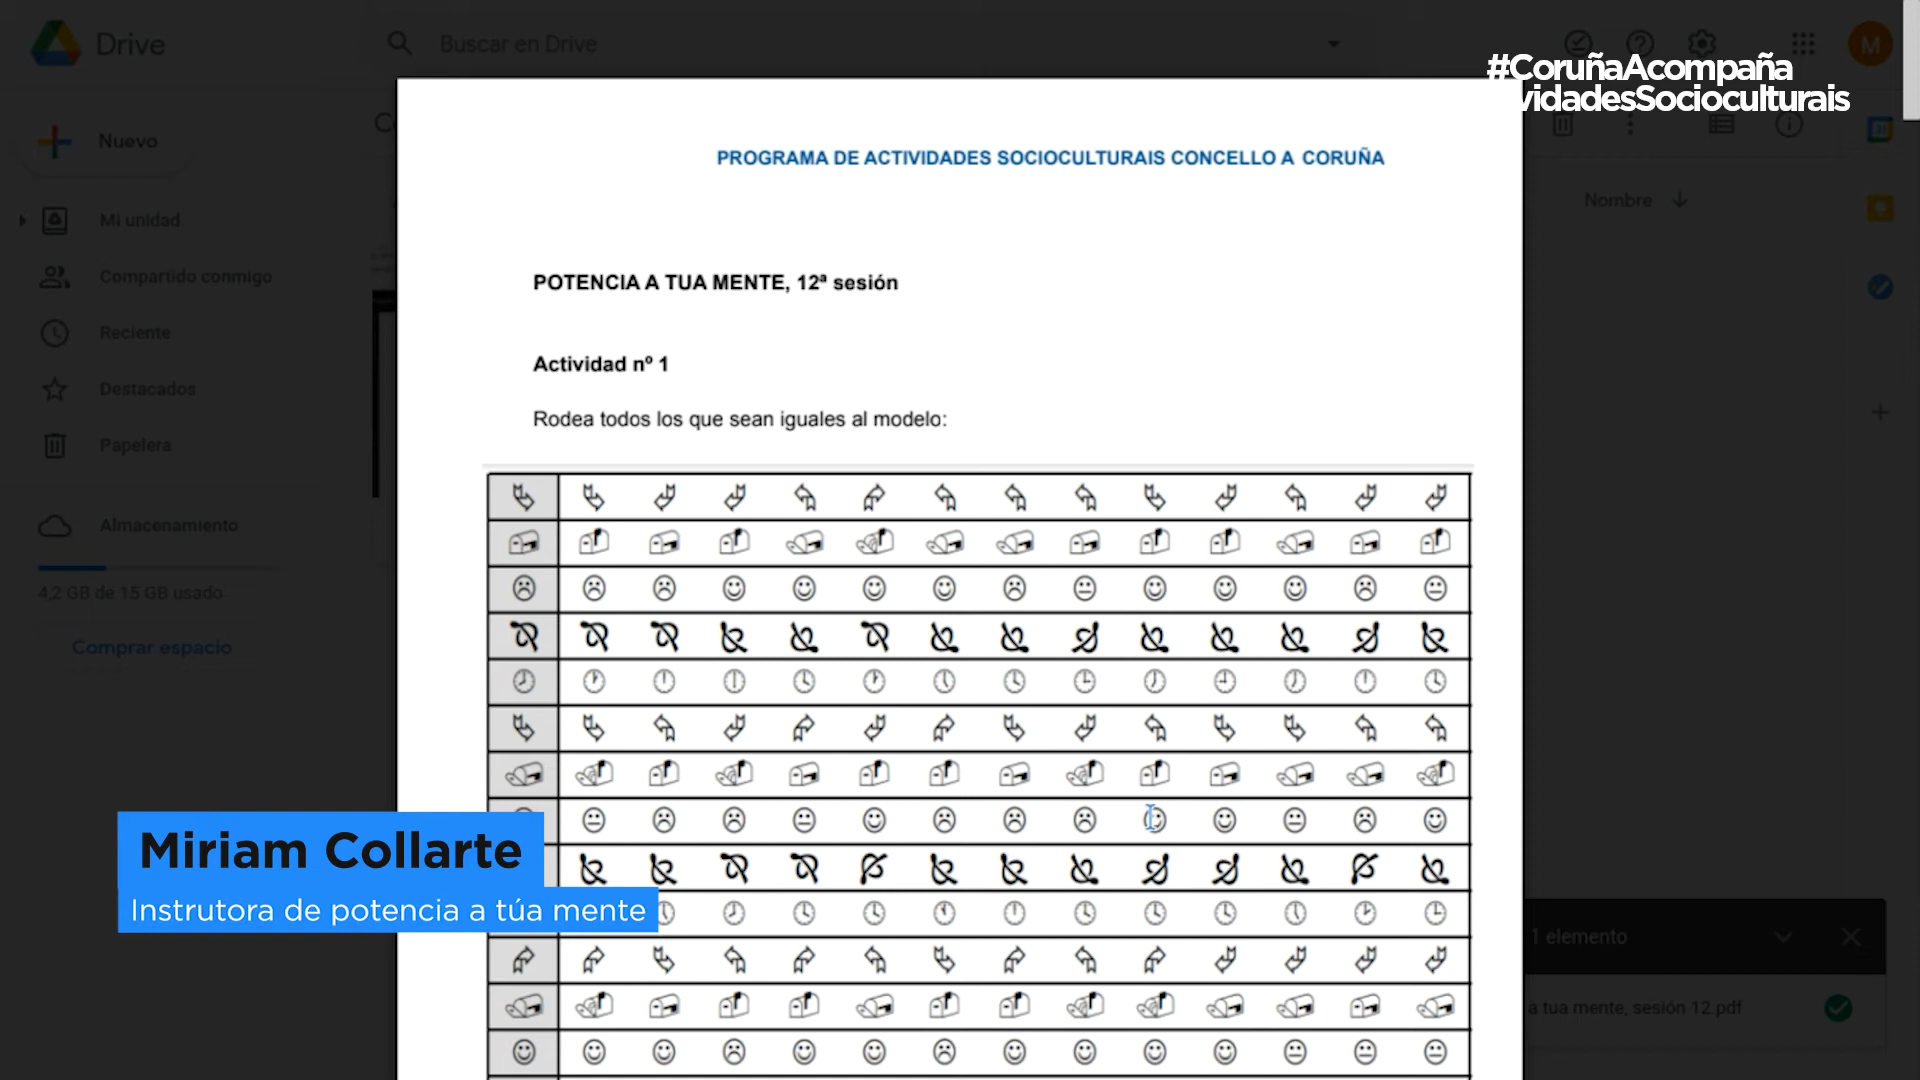 Drive
Buscar en Drive
M
#CoruñaAcompaña
vidadesSocioculturais
Nuevo
Mi unidad
Compartido conmigo
Reciente
Destacados
Papelera
Almacenamiento
4,2 GB de 15 GB usado
Comprar espacio
Nombre
PROGRAMA DE ACTIVIDADES SOCIOCULTURAIS CONCELLO A CORUÑA
POTENCIA A TUA MENTE, 12ª sesión
Actividad nº 1
Rodea todos los que sean iguales al modelo:
Miriam Collarte
Instrutora de potencia a túa mente
1 elemento
a tua mente, sesión 12.pdf